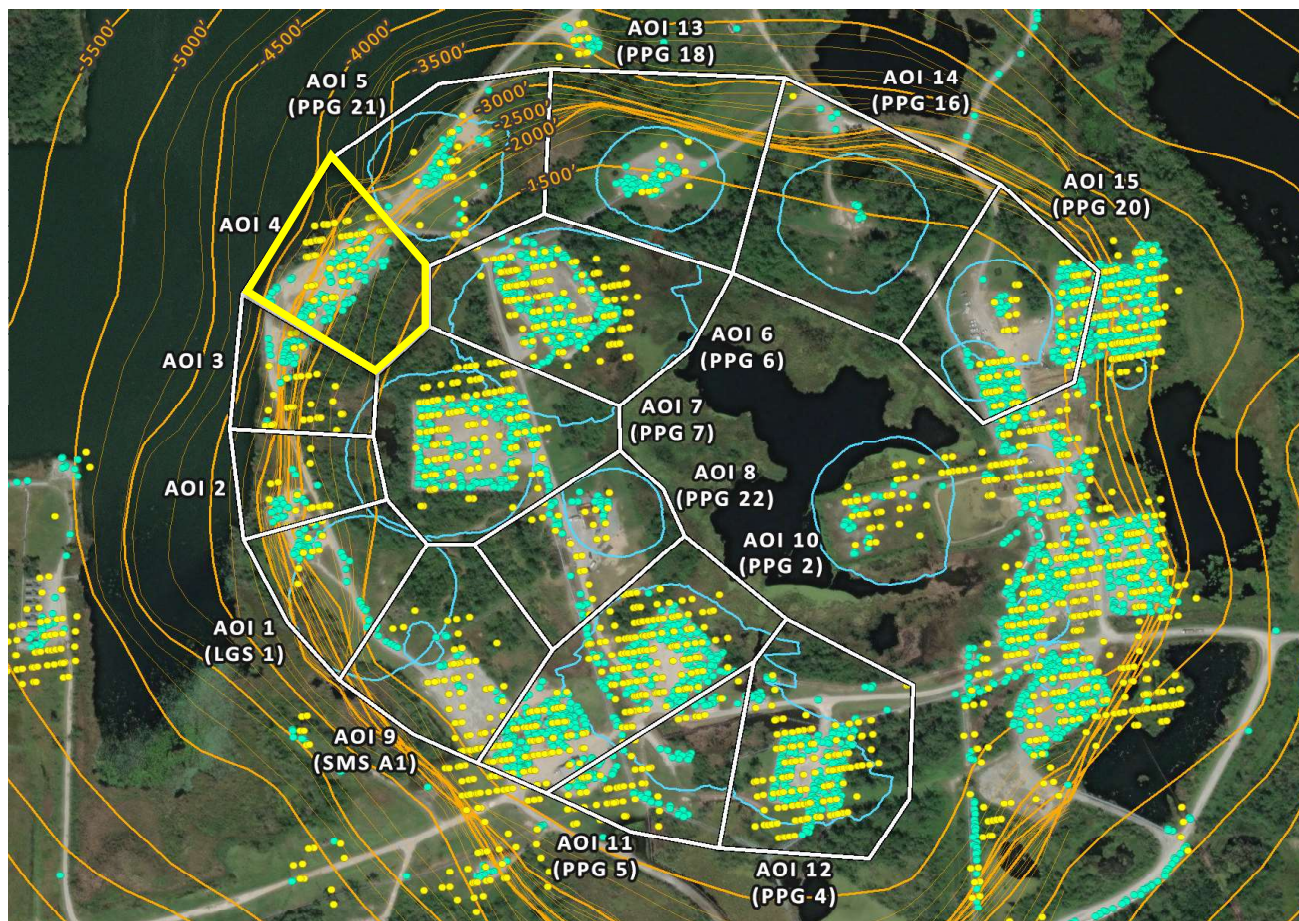 AOI 13
(PPG 18)
-5500'
-5000'
-4500'
-4000'
-3500'
AOI 5
(PPG 21)
AOI 14
(PPG 16)
-3000'
-2500'
-2000'
-1500'
AOI 15
(PPG 20)
AOI 4
AOI 6
(PPG 6)
AOI 3
AOI 7
(PPG 7)
AOI 8
(PPG 22)
AOI 2
AOI 10
(PPG 2)
AOI 1
(LGS 1)
AOI 9
(SMS A1)
AOI 11
(PPG 5)
AOI 12
(PPG 4)